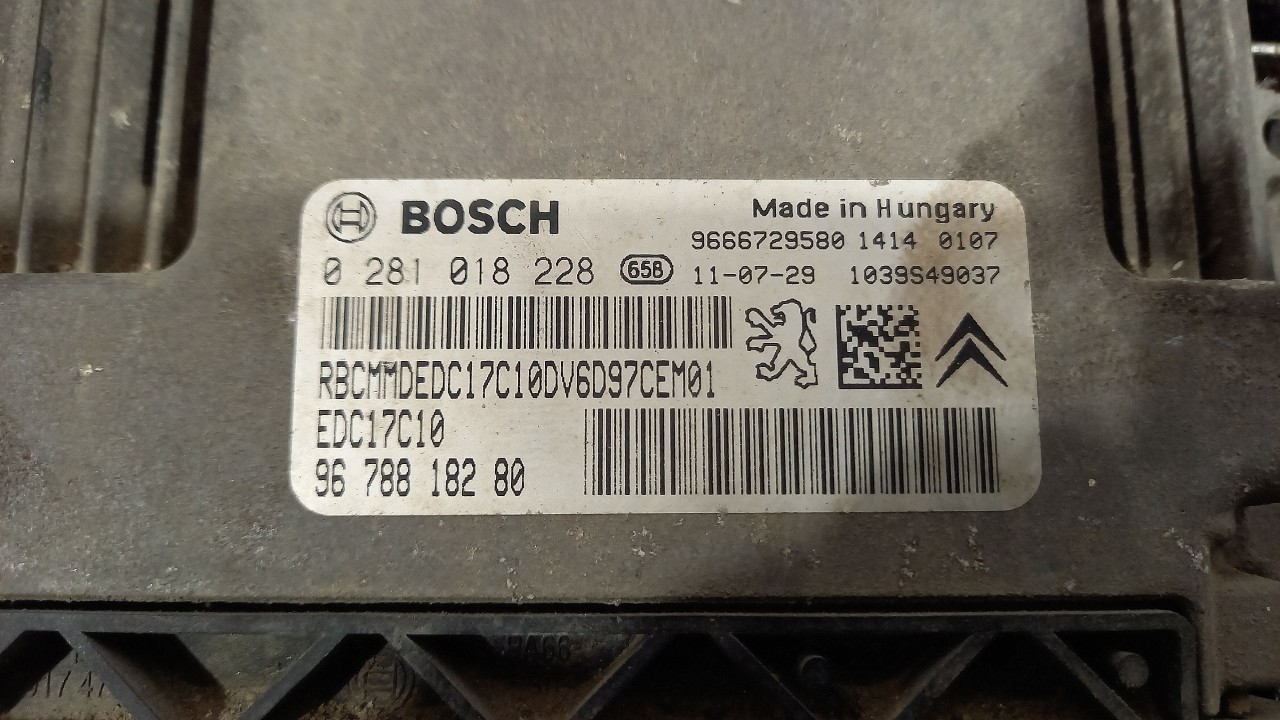 BOSCH
Made in Hungary
9666729580 1414 0107
0 281 018 228 65B 11-07-29 1039S49037
RBCMMDEDC17C10DV6D97CEM01
EDC17C10
96 788 182 80